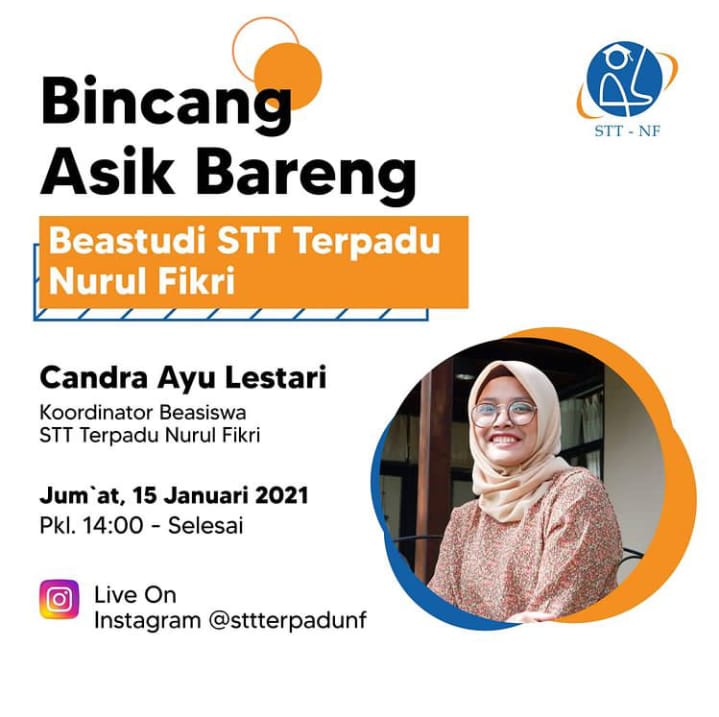 Bincang
Asik Bareng
STT - NF
Beastudi STT Terpadu
Nurul Fikri
Candra Ayu Lestari
Koordinator Beasiswa
STT Terpadu Nurul Fikri
Jum`at, 15 Januari 2021
Pkl. 14:00 - Selesai
Live On
Instagram @sttterpadunf